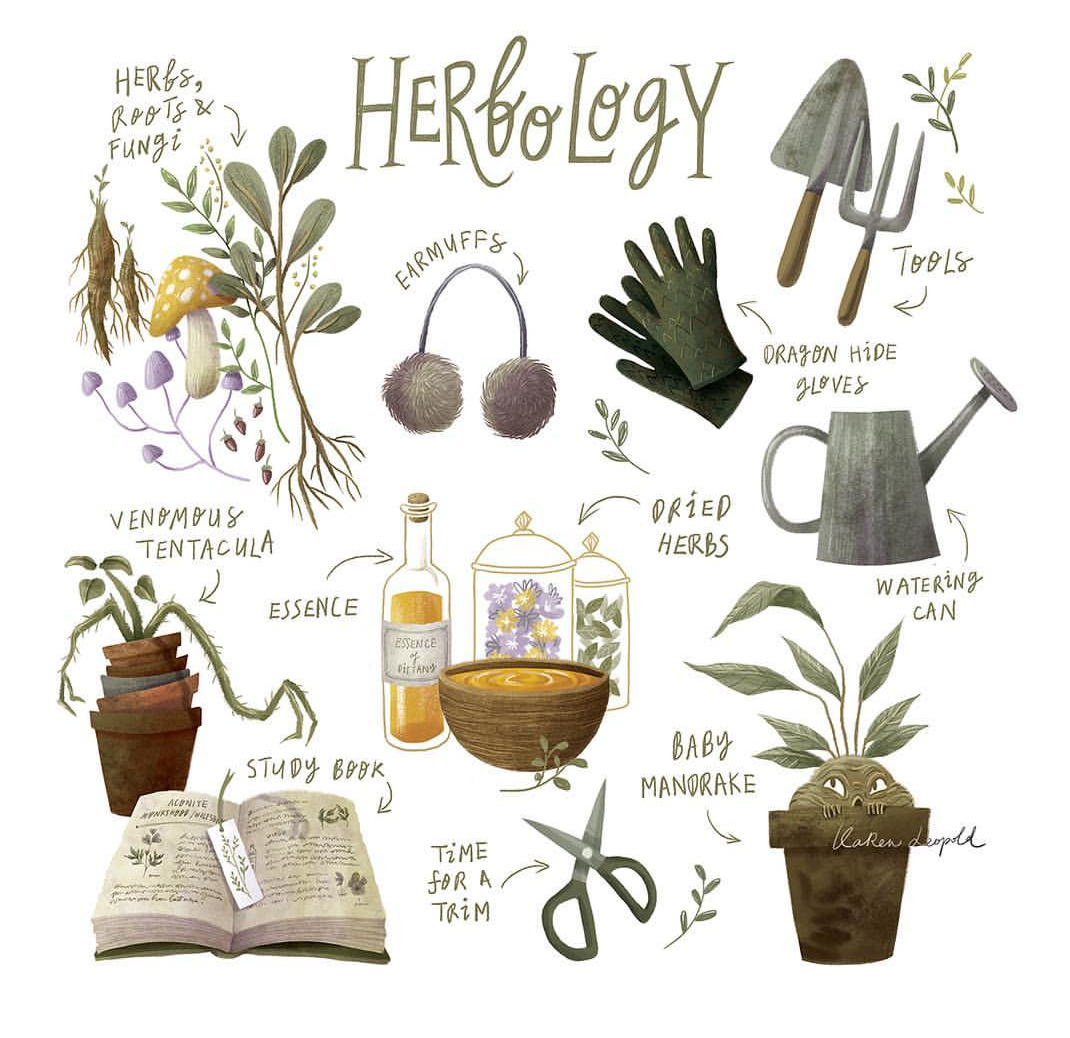 HERbOLOGY
HERbS,
ROOTS &
FUNGi
EARMUFFS
TOOLS
DRAGON HiDE
GLOVES
VENOMOUS
TENTACULA
ESSENCE
DRiED
HERBS
WATERiNG
CAN
ESSENCE
of
DiTTANY
STUDY BOOK
BABY
MANDRAKE
ACONITE
TiME
fOR A
TRiM
Karen Leopold